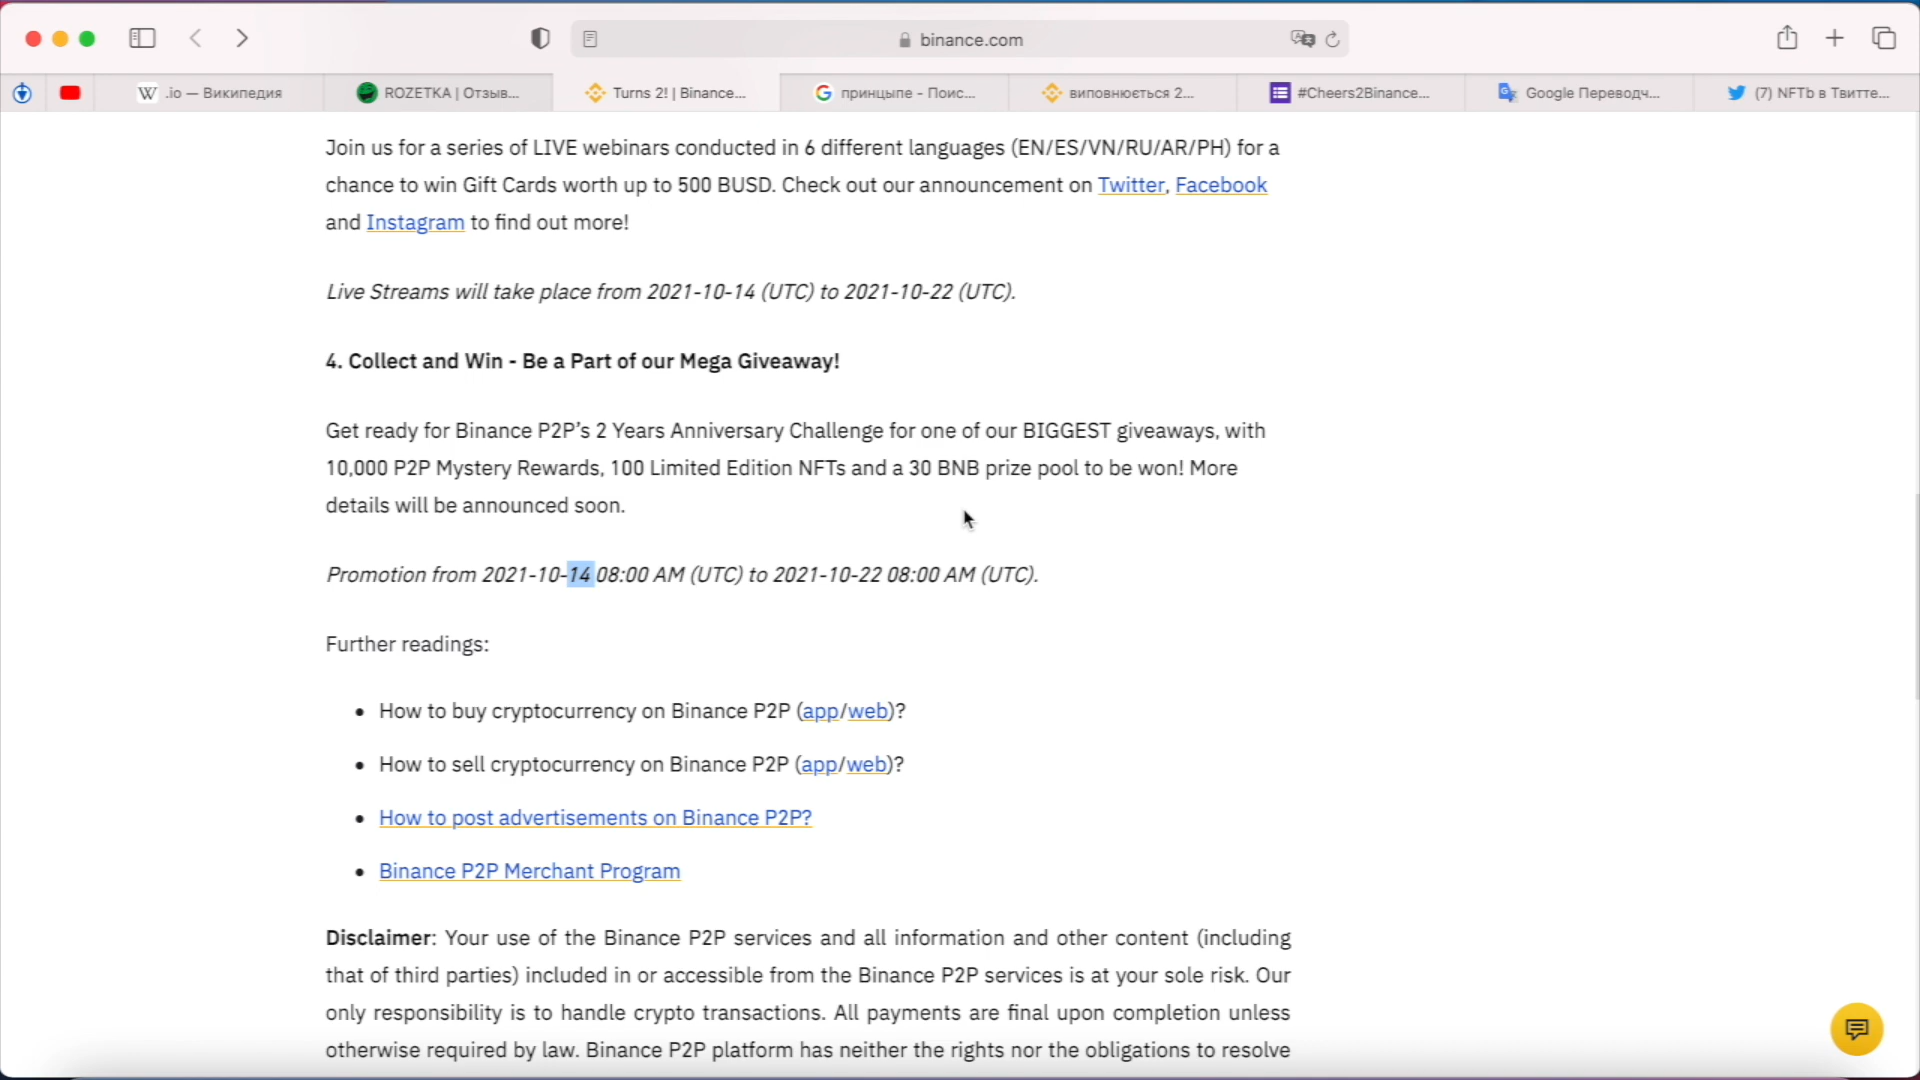 binance.com
.io — Википедия
ROZETKA | Отзыв...
Turns 2! | Binance...
принцыпе - Поис...
виповнюється 2...
#Cheers2Binance...
Google Переводч...
(7) NFTb в Твитте...
Join us for a series of LIVE webinars conducted in 6 different languages (EN/ES/VN/RU/AR/PH) for a
chance to win Gift Cards worth up to 500 BUSD. Check out our announcement on Twitter, Facebook
and Instagram to find out more!
Live Streams will take place from 2021-10-14 (UTC) to 2021-10-22 (UTC).
4. Collect and Win - Be a Part of our Mega Giveaway!
Get ready for Binance P2P’s 2 Years Anniversary Challenge for one of our BIGGEST giveaways, with
10,000 P2P Mystery Rewards, 100 Limited Edition NFTs and a 30 BNB prize pool to be won! More
details will be announced soon.
Promotion from 2021-10-14 08:00 AM (UTC) to 2021-10-22 08:00 AM (UTC).
Further readings:
• How to buy cryptocurrency on Binance P2P (app/web)?
• How to sell cryptocurrency on Binance P2P (app/web)?
• How to post advertisements on Binance P2P?
• Binance P2P Merchant Program
Disclaimer: Your use of the Binance P2P services and all information and other content (including
that of third parties) included in or accessible from the Binance P2P services is at your sole risk. Our
only responsibility is to handle crypto transactions. All payments are final upon completion unless
otherwise required by law. Binance P2P platform has neither the rights nor the obligations to resolve